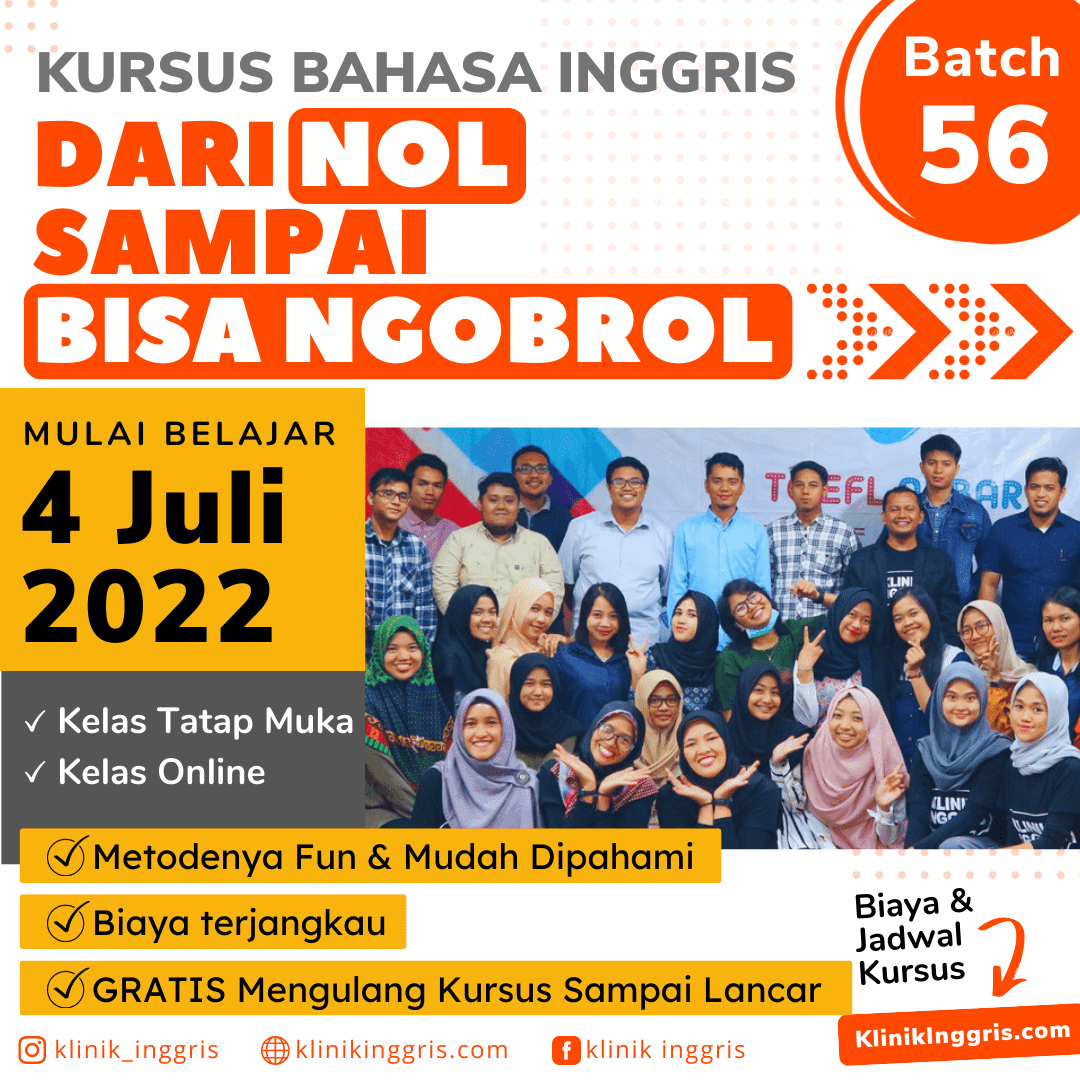 KURSUS BAHASA INGGRIS
DARI NOL
SAMPAI
BISA NGOBROL
Batch
56
MULAI BELAJAR
4 Juli
2022
✓ Kelas Tatap Muka
✓ Kelas Online
Metodenya Fun & Mudah Dipahami
Biaya terjangkau
GRATIS Mengulang Kursus Sampai Lancar
Biaya &
Jadwal
Kursus
KlinikInggris.com
klinik_inggris
klinikinggris.com
klinik inggris